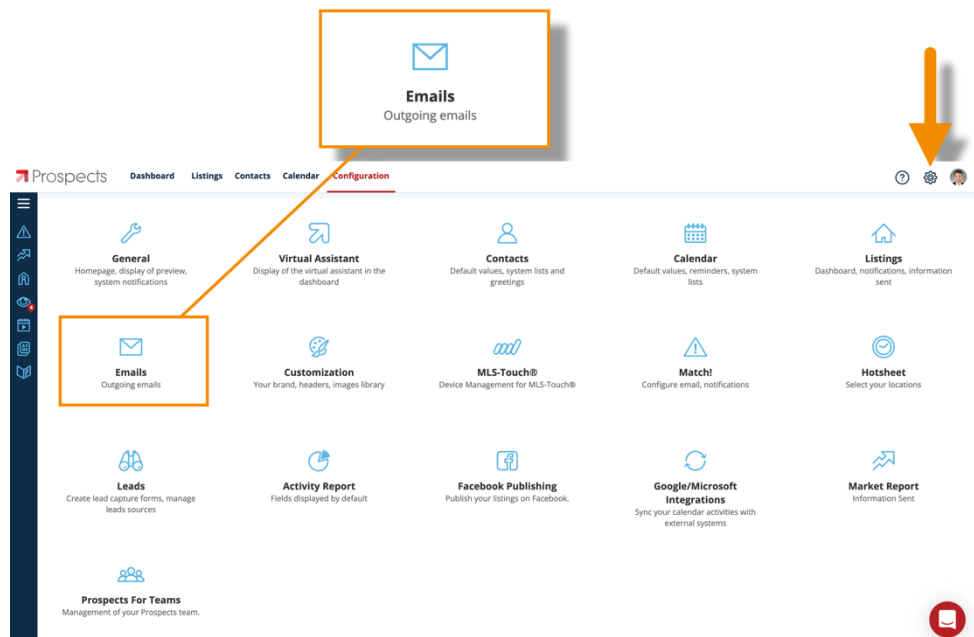 Emails
Outgoing emails
Prospects Dashboard Listings Contacts Calendar Configuration
General
Homepage, display of preview,
system notifications
Virtual Assistant
Display of the virtual assistant in the
dashboard
Contacts
Default values, system lists and
greetings
Calendar
Default values, reminders, system
lists
Listings
Dashboard, notifications, information
sent
4
Emails
Outgoing emails
Customization
Your brand, headers, images library
MLS-Touch®
Device Management for MLS-Touch®
Match!
Configure email, notifications
Hotsheet
Select your locations
Leads
Create lead capture forms, manage
leads sources
Activity Report
Fields displayed by default
Facebook Publishing
Publish your listings on Facebook.
Google/Microsoft
Integrations
Sync your calendar activities with
external systems
Market Report
Information Sent
Prospects For Teams
Management of your Prospects team.